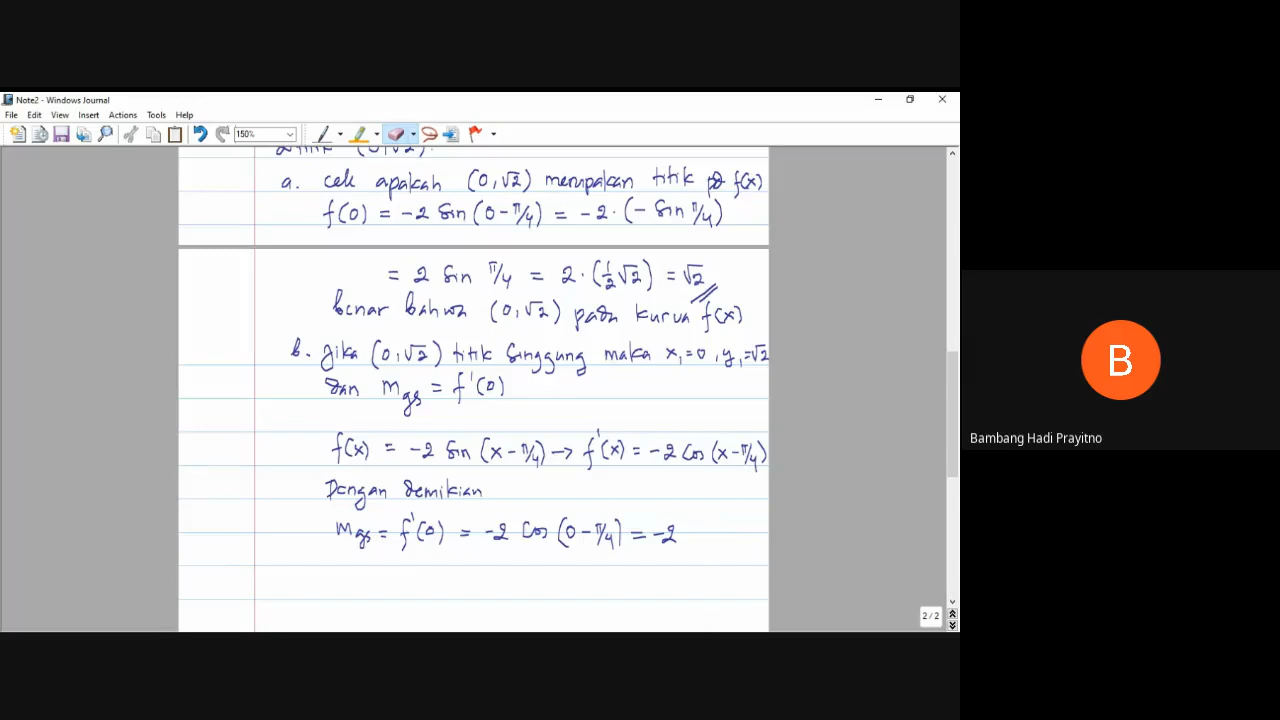 Note2 - Windows Journal
File Edit View Insert Actions Tools Help
150%
a. cek apakah (0,√2) merupakan titik pd f(x)
f(0) = -2 sin (0-π/4) = -2 · (- sin π/4)
= 2 sin π/4 = 2 · (½√2) = √2
benar bahwa (0,√2) pada kurva f(x)
b. Jika (0,√2) titik singgung maka x₁=0, y₁=√2
dan m_gs = f'(0)
f(x) = -2 sin (x-π/4) → f'(x) = -2 cos (x-π/4)
Dengan demikian
m_gs = f'(0) = -2 cos (0-π/4) = -2
2/2
B
Bambang Hadi Prayitno